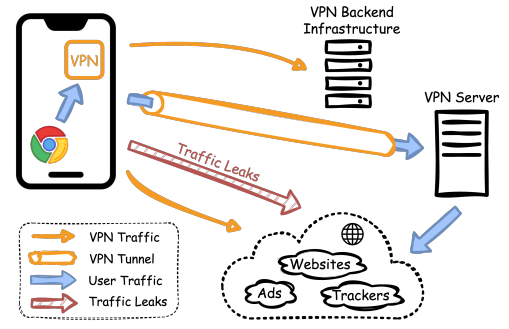 VPN Backend
Infrastructure
VPN
VPN Server
Traffic Leaks
Websites
Ads
Trackers
VPN Traffic
VPN Tunnel
User Traffic
Traffic Leaks